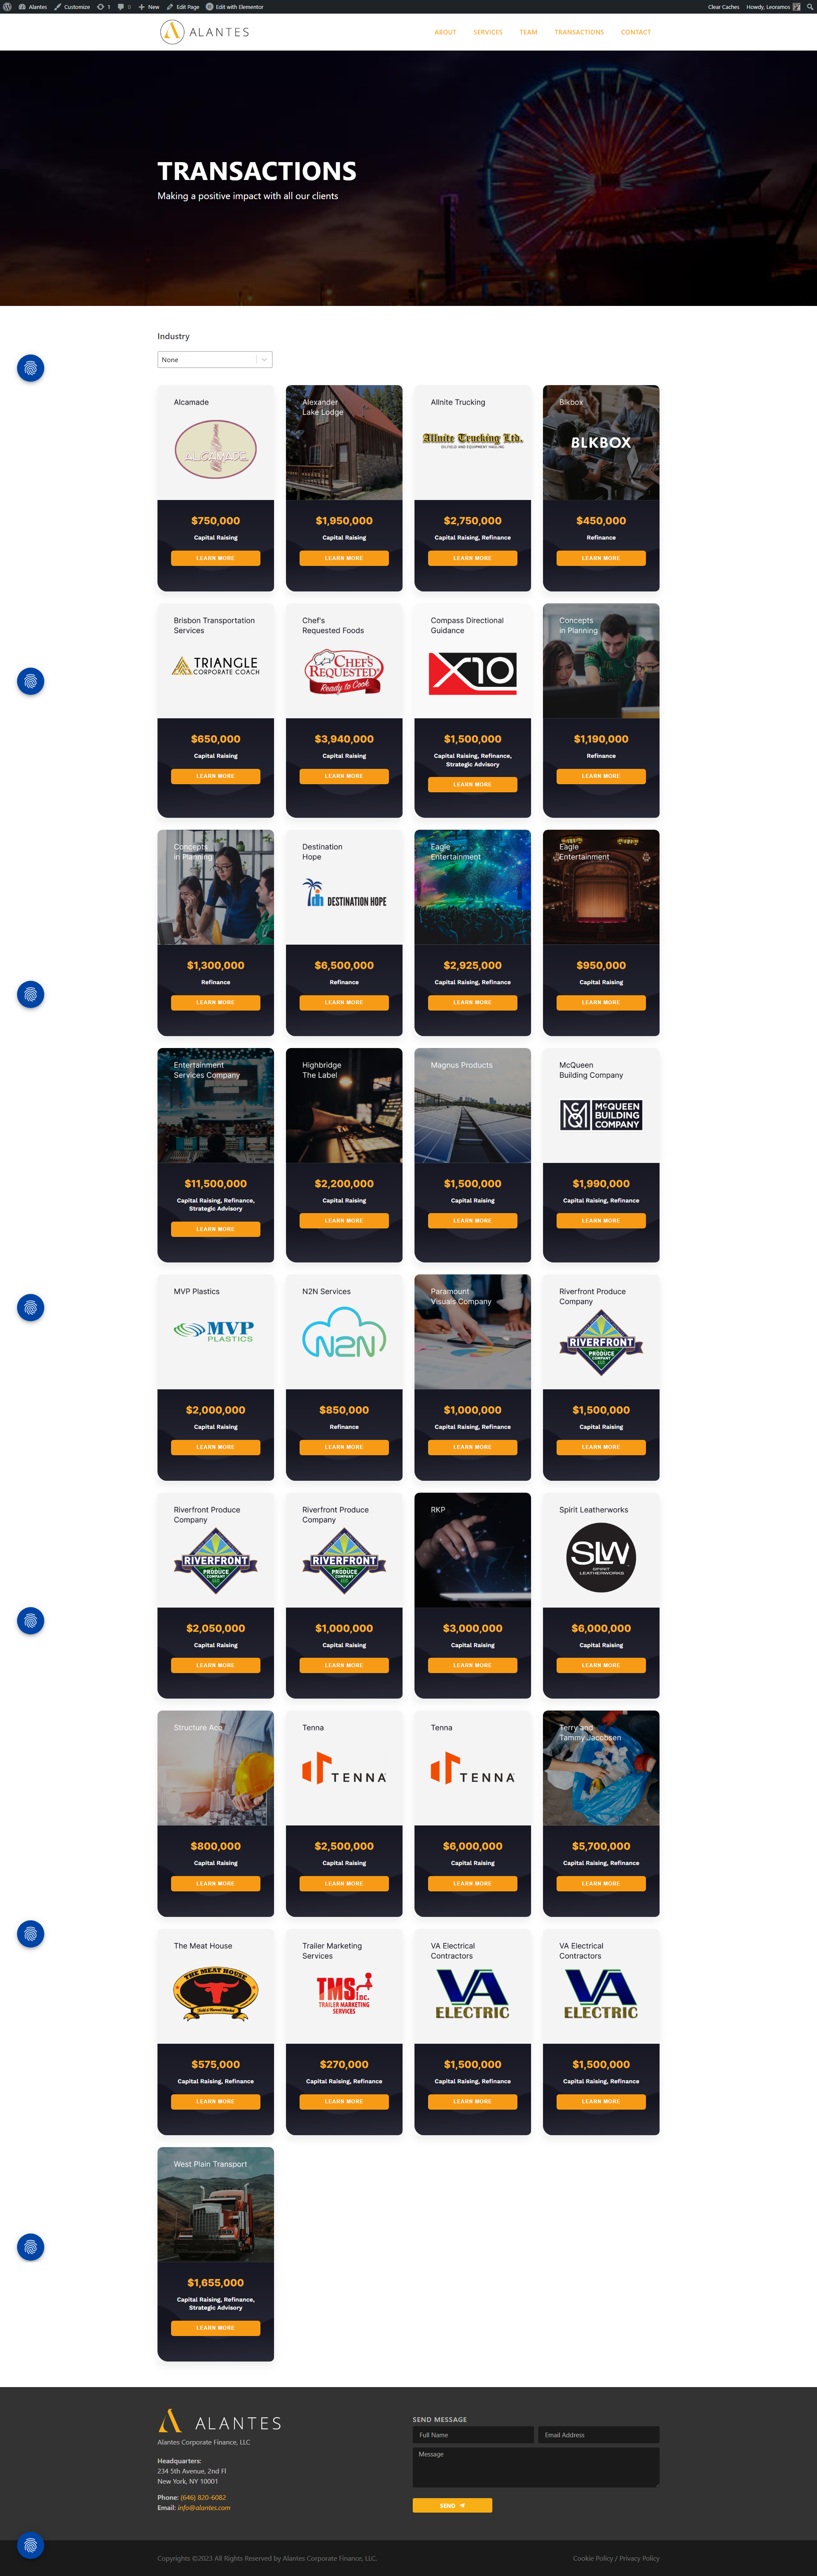 Alantes Customize 1 0 New Edit Page Edit with Elementor Clear Caches Howdy, Leoramos
ALANTES ABOUT SERVICES TEAM TRANSACTIONS CONTACT
TRANSACTIONS
Making a positive impact with all our clients
Industry
None
Alcamade
ALCAMADE
$750,000
Capital Raising
LEARN MORE
Alexander
Lake Lodge
$1,950,000
Capital Raising
LEARN MORE
Allnite Trucking
Allnite Trucking Ltd.
OILFIELD AND EQUIPMENT HAULING
$2,750,000
Capital Raising, Refinance
LEARN MORE
Blkbox
BLKBOX
$450,000
Refinance
LEARN MORE
Brisbon Transportation
Services
TRIANGLE
CORPORATE COACH
$650,000
Capital Raising
LEARN MORE
Chef's
Requested Foods
CHEF'S
REQUESTED
Ready to Cook
$3,940,000
Capital Raising
LEARN MORE
Compass Directional
Guidance
X10
$1,500,000
Capital Raising, Refinance,
Strategic Advisory
LEARN MORE
Concepts
in Planning
$1,190,000
Refinance
LEARN MORE
Concepts
in Planning
$1,300,000
Refinance
LEARN MORE
Destination
Hope
DESTINATION HOPE
$6,500,000
Refinance
LEARN MORE
Eagle
Entertainment
$2,925,000
Capital Raising, Refinance
LEARN MORE
Eagle
Entertainment
$950,000
Capital Raising
LEARN MORE
Entertainment
Services Company
$11,500,000
Capital Raising, Refinance,
Strategic Advisory
LEARN MORE
Highbridge
The Label
$2,200,000
Capital Raising
LEARN MORE
Magnus Products
$1,500,000
Capital Raising
LEARN MORE
McQueen
Building Company
MCQ
McQUEEN
BUILDING
COMPANY
$1,990,000
Capital Raising, Refinance
LEARN MORE
MVP Plastics
MVP
PLASTICS
$2,000,000
Capital Raising
LEARN MORE
N2N Services
N2N
$850,000
Refinance
LEARN MORE
Paramount
Visuals Company
$1,000,000
Capital Raising, Refinance
LEARN MORE
Riverfront Produce
Company
RIVERFRONT
PRODUCE
COMPANY
LLC
$1,500,000
Capital Raising
LEARN MORE
Riverfront Produce
Company
RIVERFRONT
PRODUCE
COMPANY
LLC
$2,050,000
Capital Raising
LEARN MORE
Riverfront Produce
Company
RIVERFRONT
PRODUCE
COMPANY
LLC
$1,000,000
Capital Raising
LEARN MORE
RKP
$3,000,000
Capital Raising
LEARN MORE
Spirit Leatherworks
SLW
SPIRIT
LEATHERWORKS
$6,000,000
Capital Raising
LEARN MORE
Structure Ace
$800,000
Capital Raising
LEARN MORE
Tenna
TENNA
$2,500,000
Capital Raising
LEARN MORE
Tenna
TENNA
$6,000,000
Capital Raising
LEARN MORE
Terry and
Tammy Jacobsen
$5,700,000
Capital Raising, Refinance
LEARN MORE
The Meat House
THE MEAT HOUSE
$575,000
Capital Raising, Refinance
LEARN MORE
Trailer Marketing
Services
TMS inc.
TRAILER MARKETING
SERVICES
$270,000
Capital Raising, Refinance
LEARN MORE
VA Electrical
Contractors
VA
ELECTRIC
$1,500,000
Capital Raising, Refinance
LEARN MORE
VA Electrical
Contractors
VA
ELECTRIC
$1,500,000
Capital Raising, Refinance
LEARN MORE
West Plain Transport
$1,655,000
Capital Raising, Refinance,
Strategic Advisory
LEARN MORE
ALANTES
Alantes Corporate Finance, LLC
Headquarters:
234 5th Avenue, 2nd Fl
New York, NY 10001
Phone: (646) 820-6082
Email: info@alantes.com
SEND MESSAGE
Full Name Email Address
Message
SEND
Copyrights ©2023 All Rights Reserved by Alantes Corporate Finance, LLC. Cookie Policy / Privacy Policy